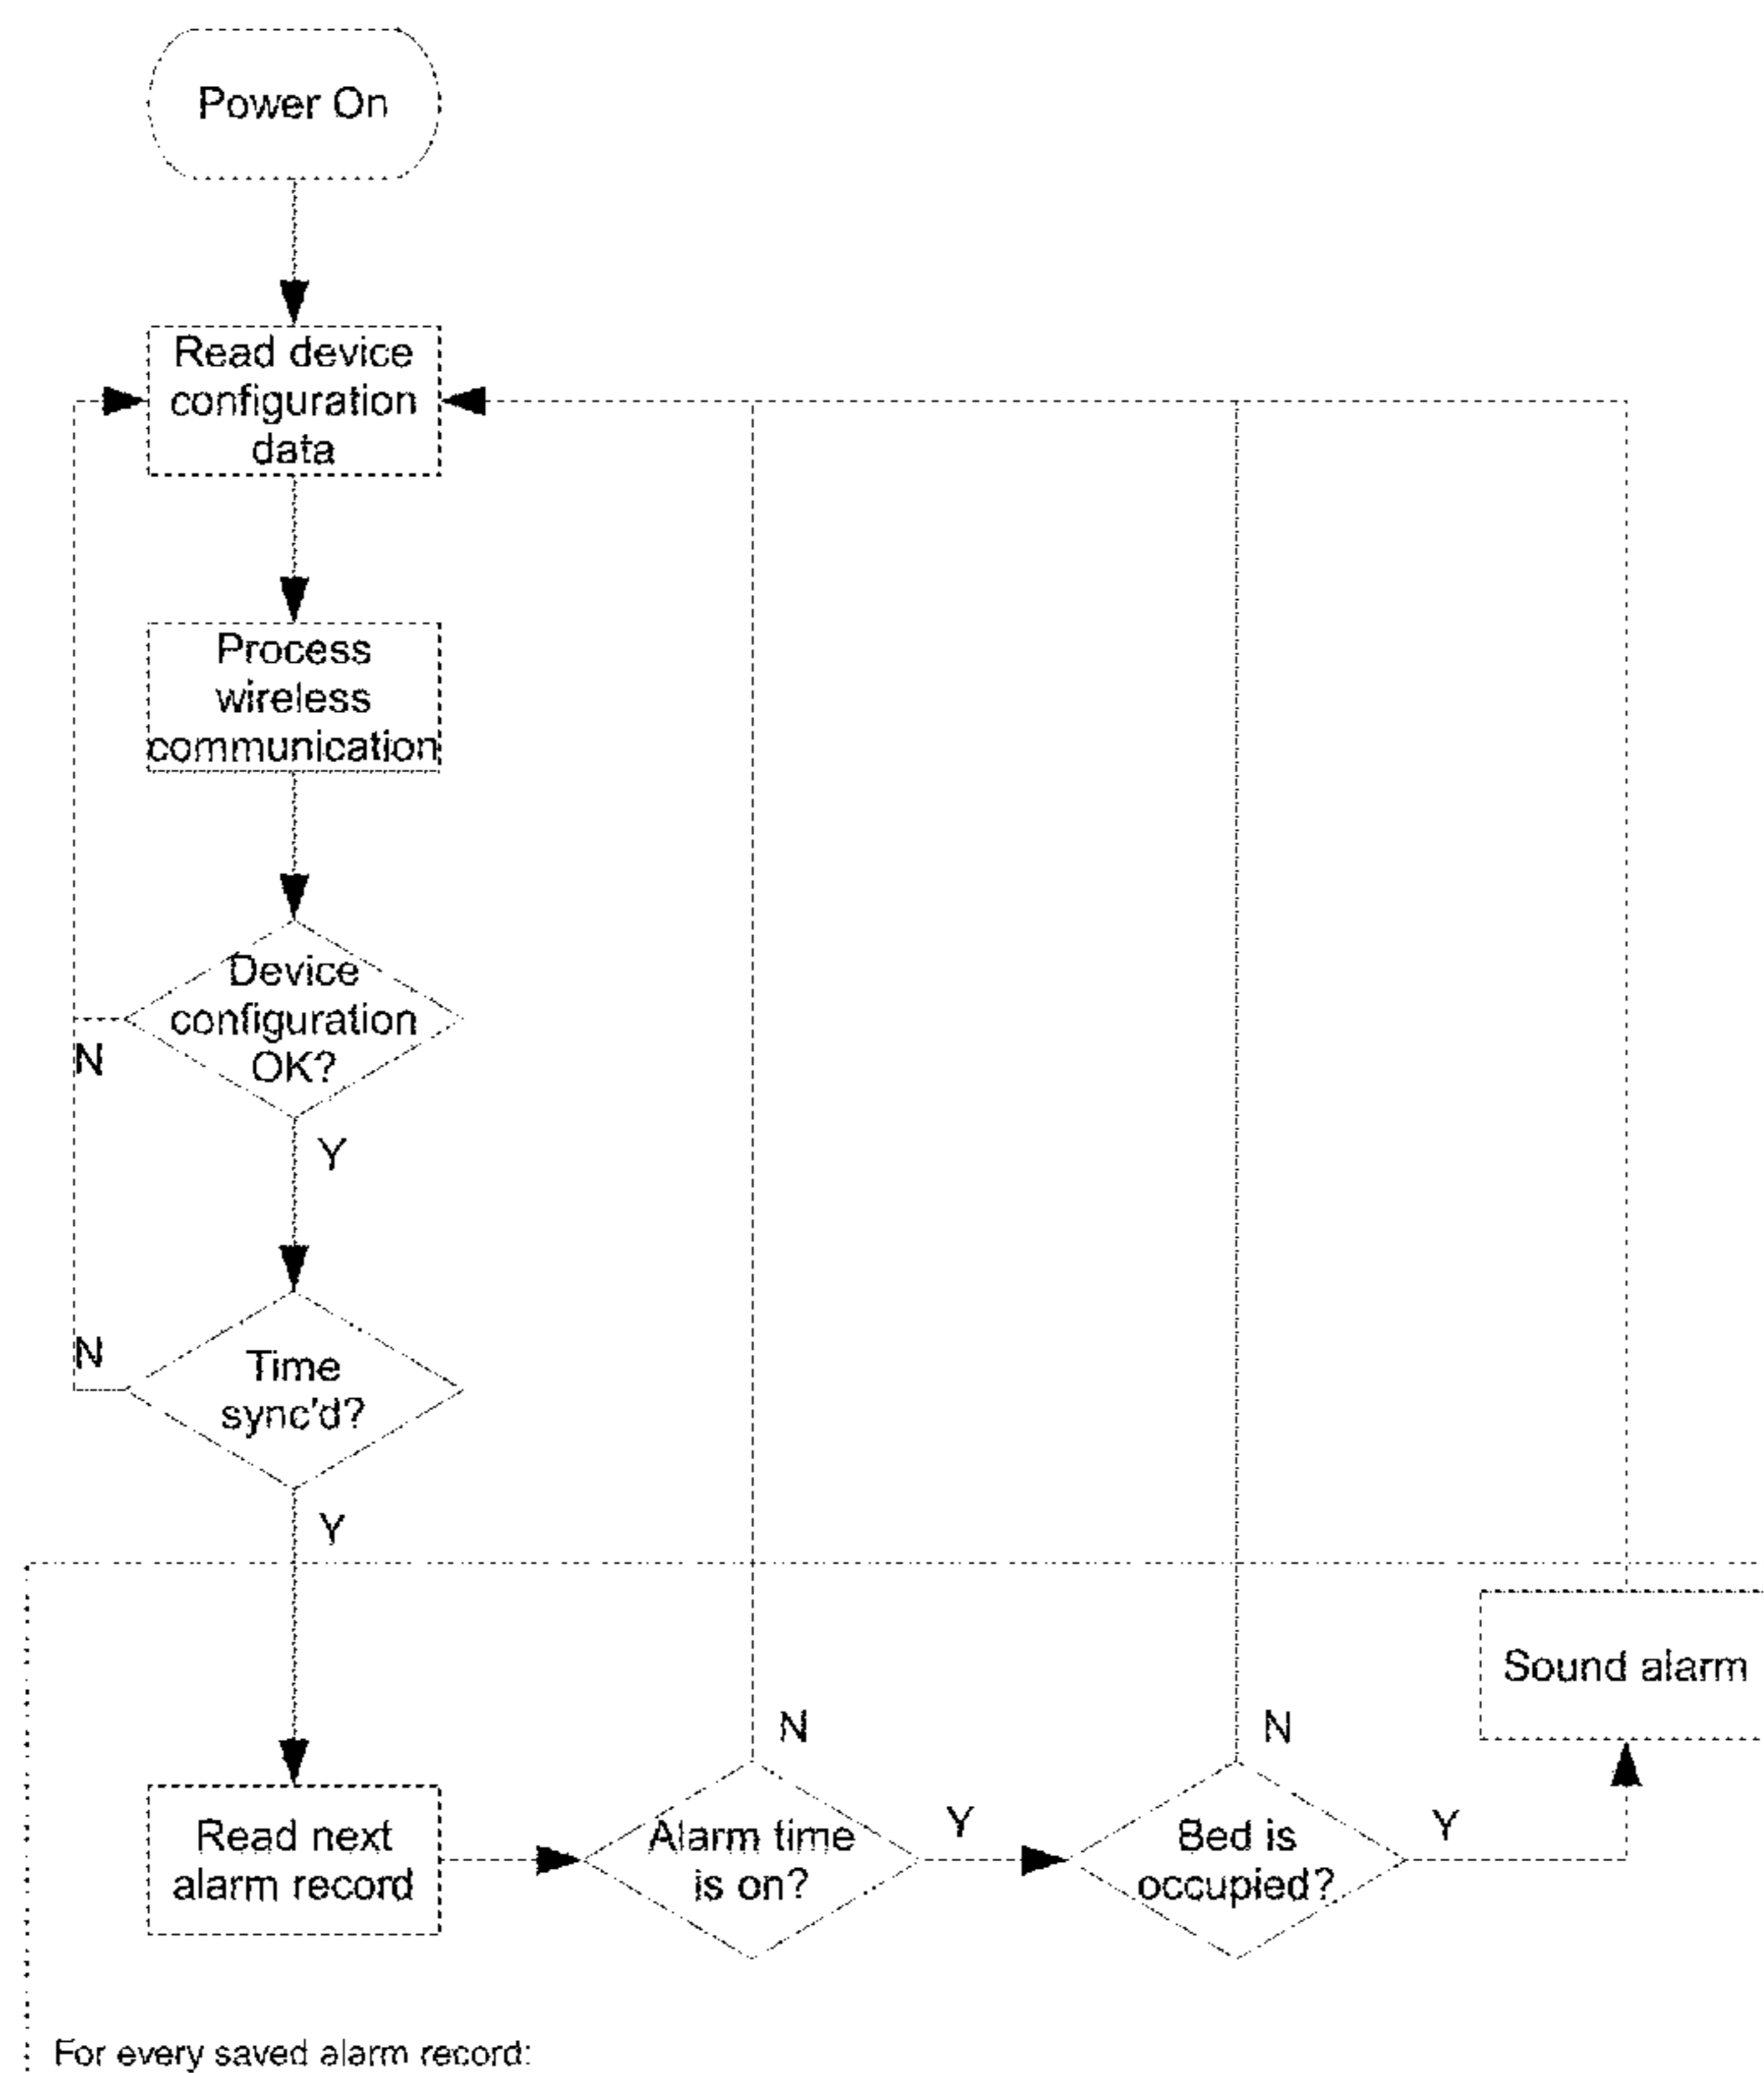 Power On
Read device
configuration
data
Process
wireless
communication
Device
configuration
OK?
N
Y
Time
sync'd?
N
Y
Sound alarm
N
N
Read next
alarm record
Alarm time
is on?
Y
Bed is
occupied?
Y
For every saved alarm record: